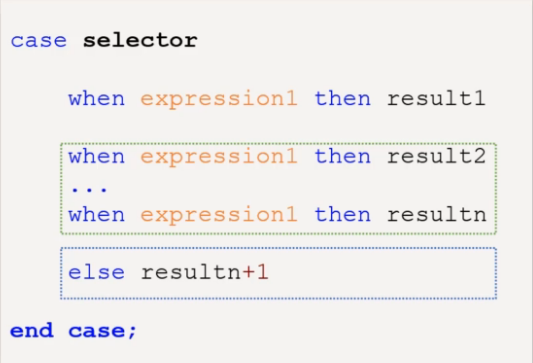 case selector
when expression1 then result1
when expression1 then result2
...
when expression1 then resultn
else resultn+1
end case;